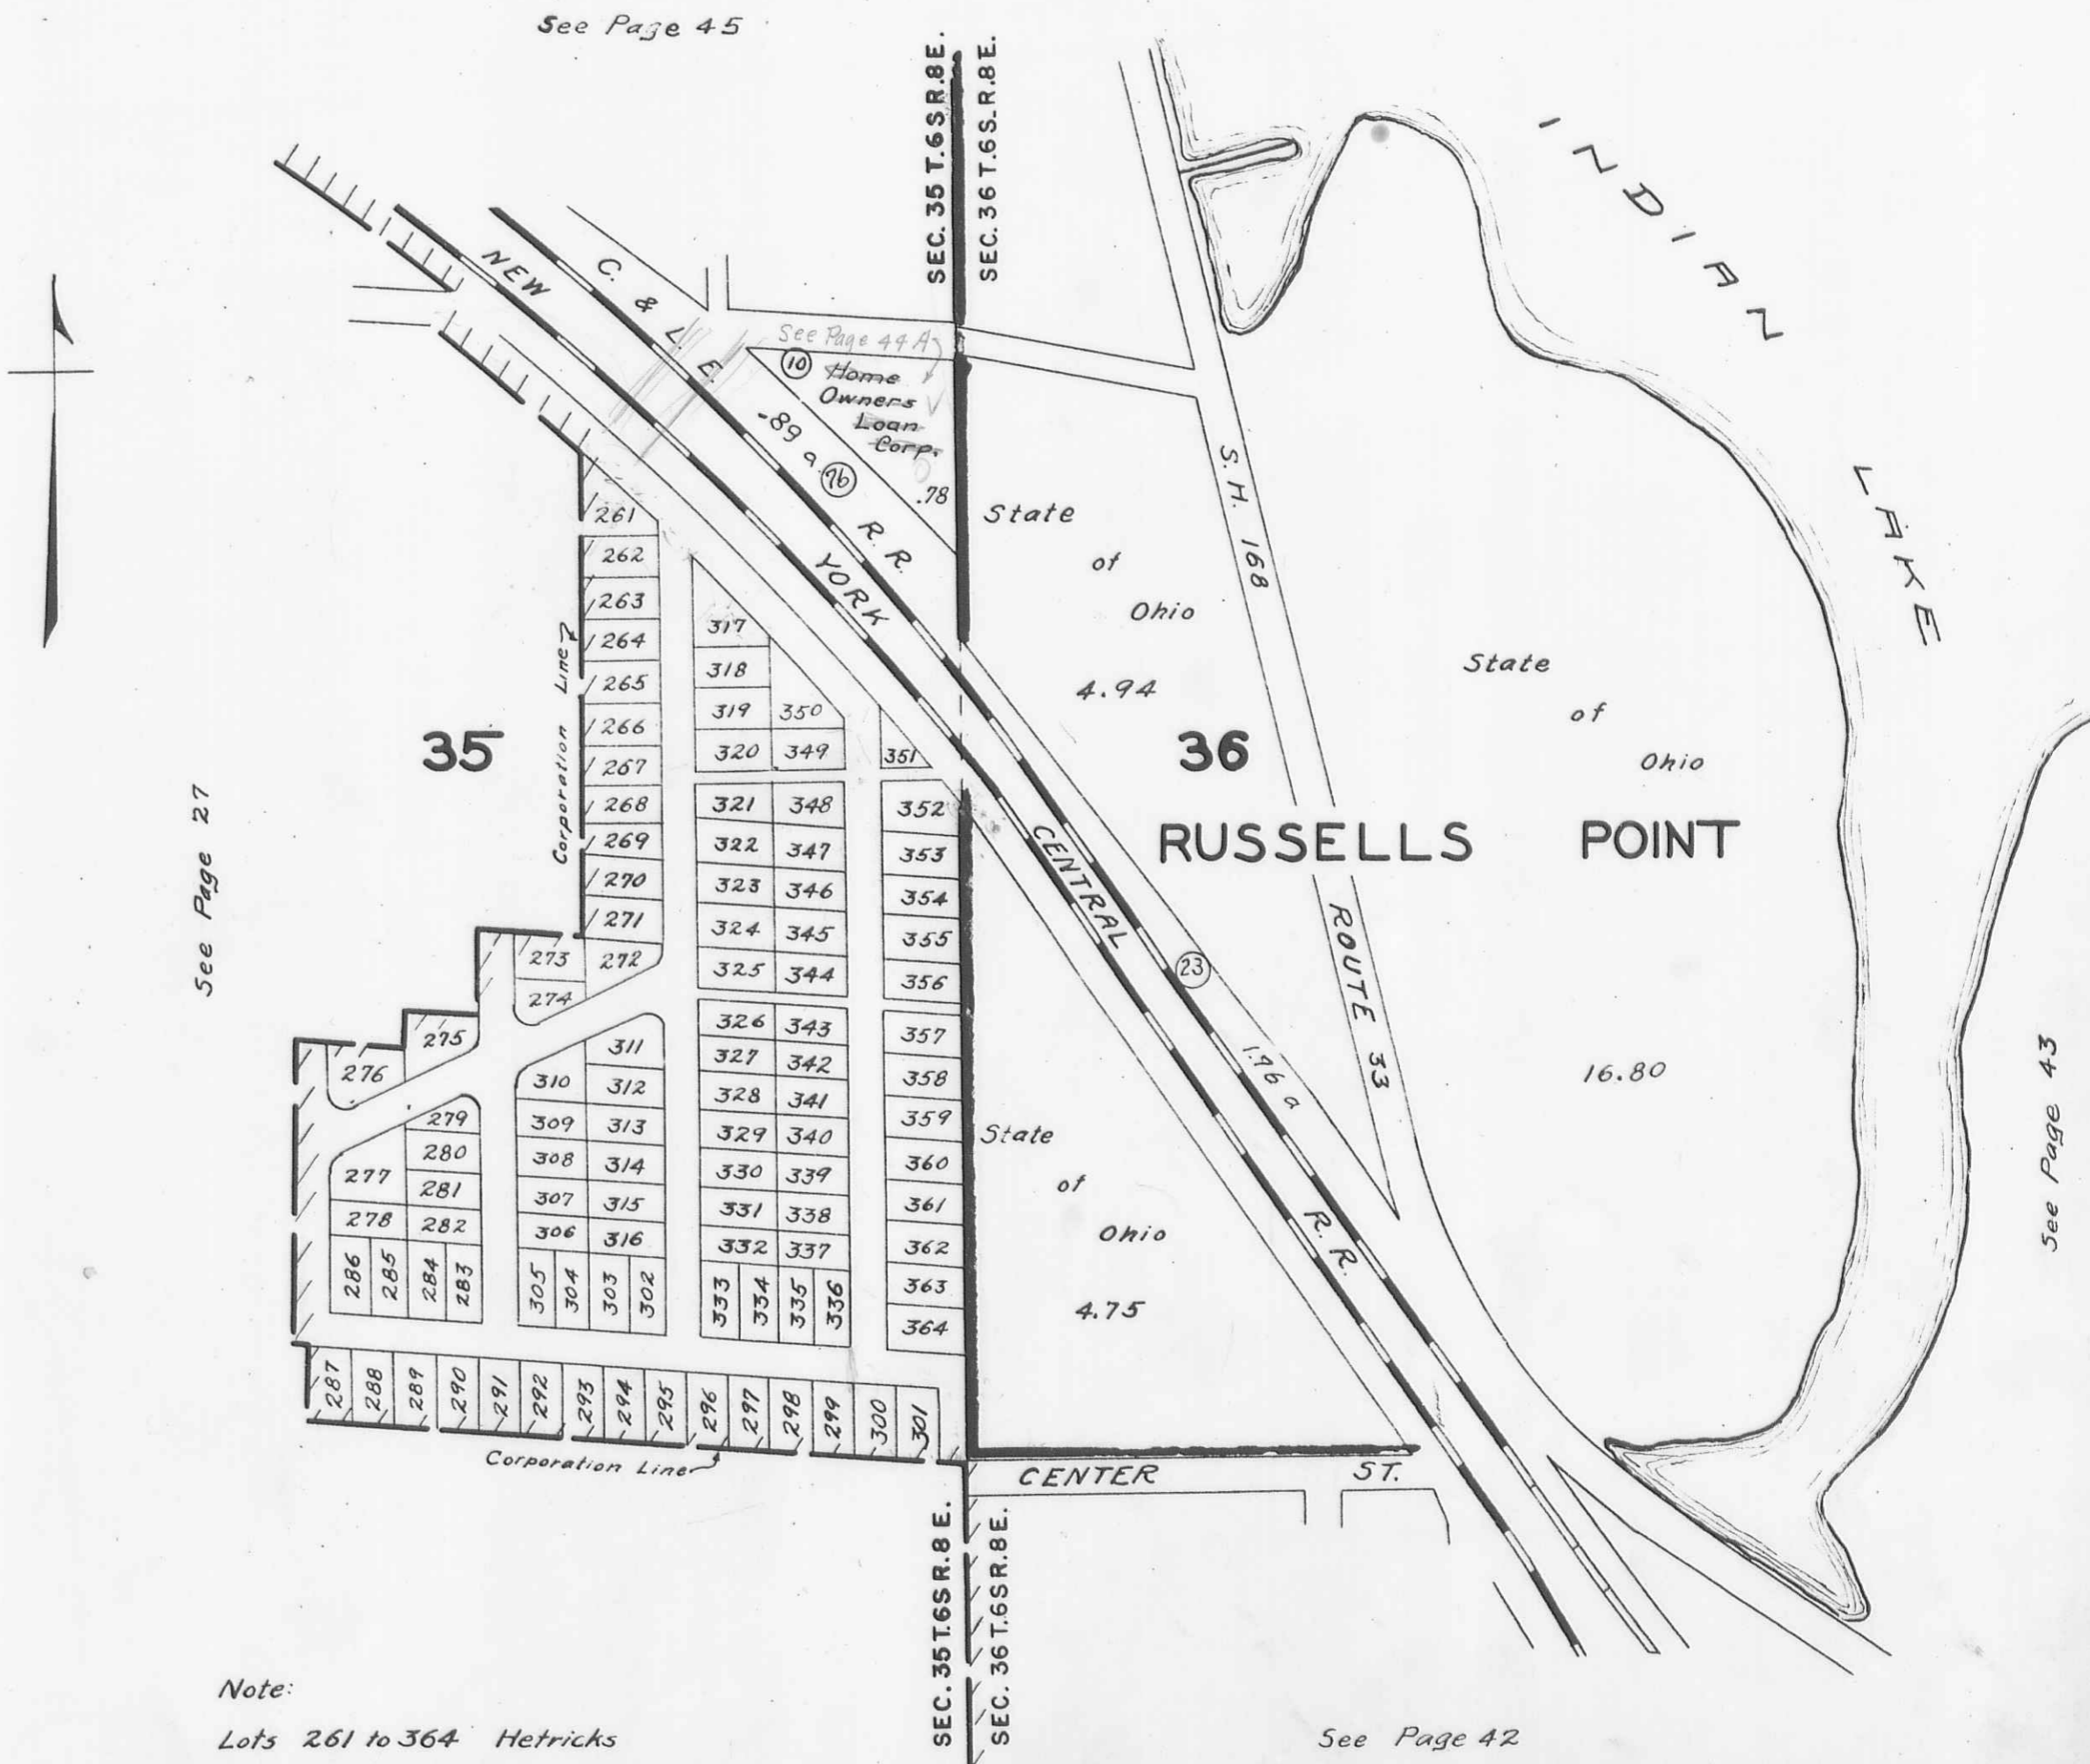 See Page 45
SEC. 35 T.6S R.8E.
SEC. 36 T.6S. R.8E.
INDIAN
LAKE
NEW
YORK
CENTRAL
R. R.
C. & L. E.
R. R.
See Page 44 A
10
Home
Owners
Loan
Corp.
.78
-89 a
76
State
of
Ohio
4.94
S. H. 168
State
of
Ohio
16.80
35
36
RUSSELLS POINT
ROUTE 33
23
1.96 a
State
of
Ohio
4.75
See Page 27
See Page 43
Corporation Line
261
262
263
264
265
266
267
268
269
270
271
272
273
274
275
276
277
278
279
280
281
282
286 285 284 283
311
310 312
309 313
308 314
307 315
306 316
305 304 303 302
317
318
319 350
320 349
351
321 348
322 347
323 346
324 345
325 344
326 343
327 342
328 341
329 340
330 339
331 338
332 337
333 334 335 336
352
353
354
355
356
357
358
359
360
361
362
363
364
287 288 289 290 291 292 293 294 295 296 297 298 299 300 301
Corporation Line
CENTER ST.
SEC. 35 T.6S R.8 E.
SEC. 36 T.6S R.8E.
Note:
Lots 261 to 364 Hetricks
See Page 42